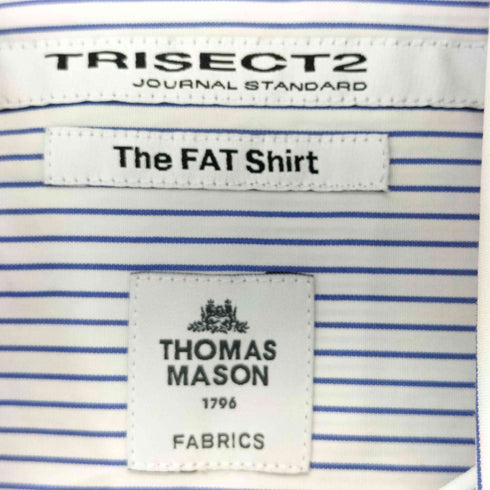 TRISECT2
JOURNAL STANDARD
The FAT Shirt
THOMAS
MASON
1796
FABRICS